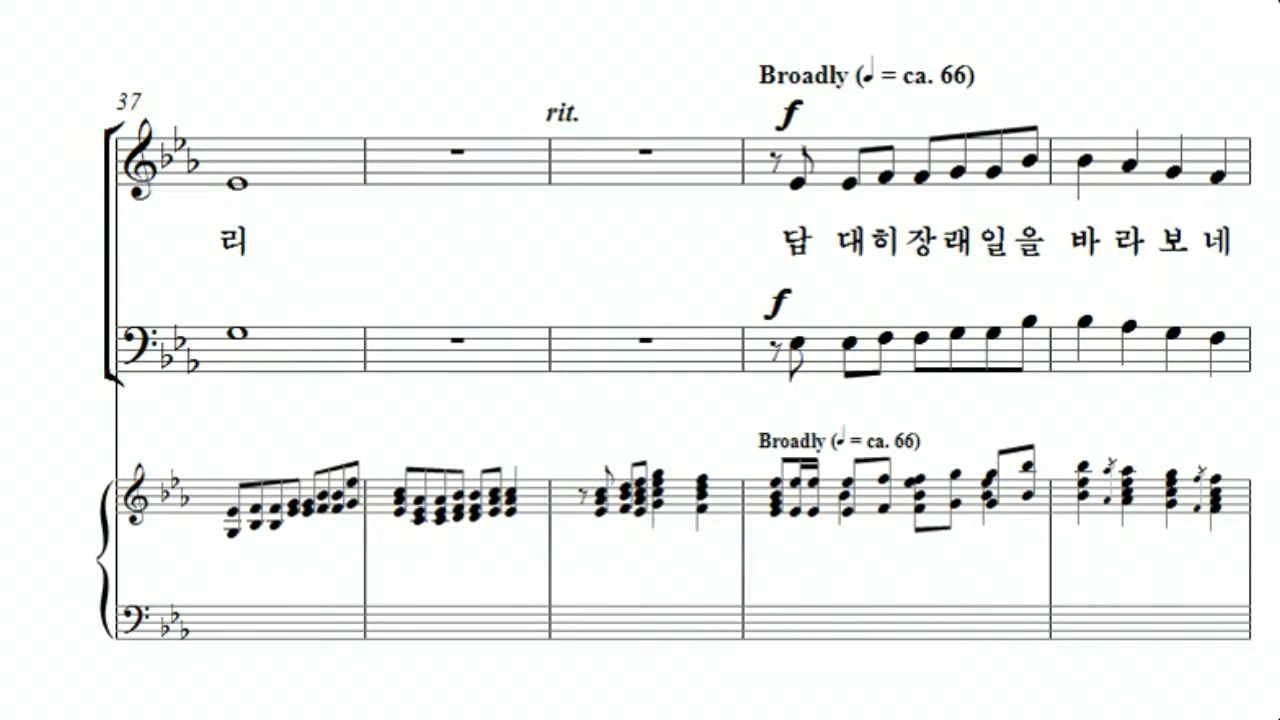 Broadly (♩ = ca. 66)
37
rit.
f
리 담 대 히 장 래 일 을 바 라 보 네
f
Broadly (♩ = ca. 66)